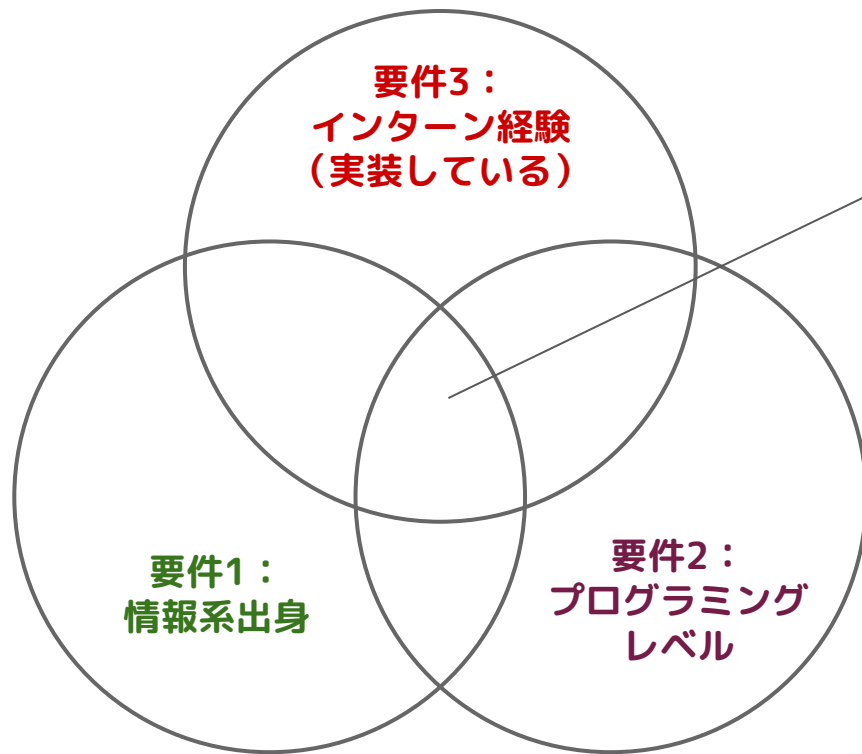 要件3：
インターン経験
（実装している）
要件1：
情報系出身
要件2：
プログラミング
レベル